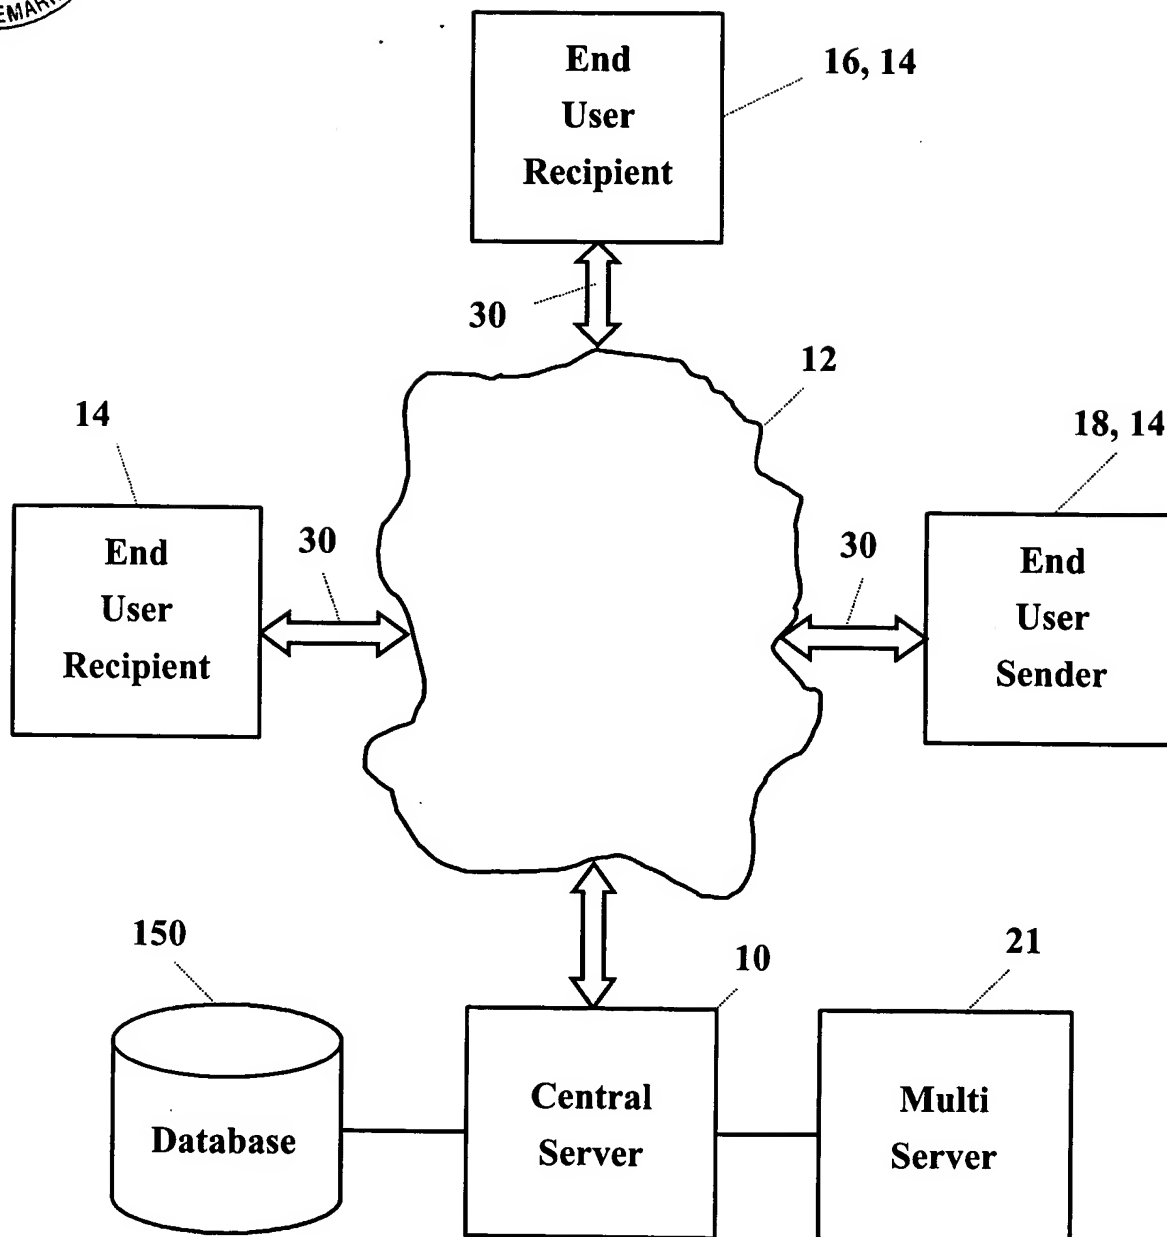 End
User
Recipient
16, 14
30
12
14
18, 14
End
User
Recipient
30
30
End
User
Sender
150
10
21
Database
Central
Server
Multi
Server